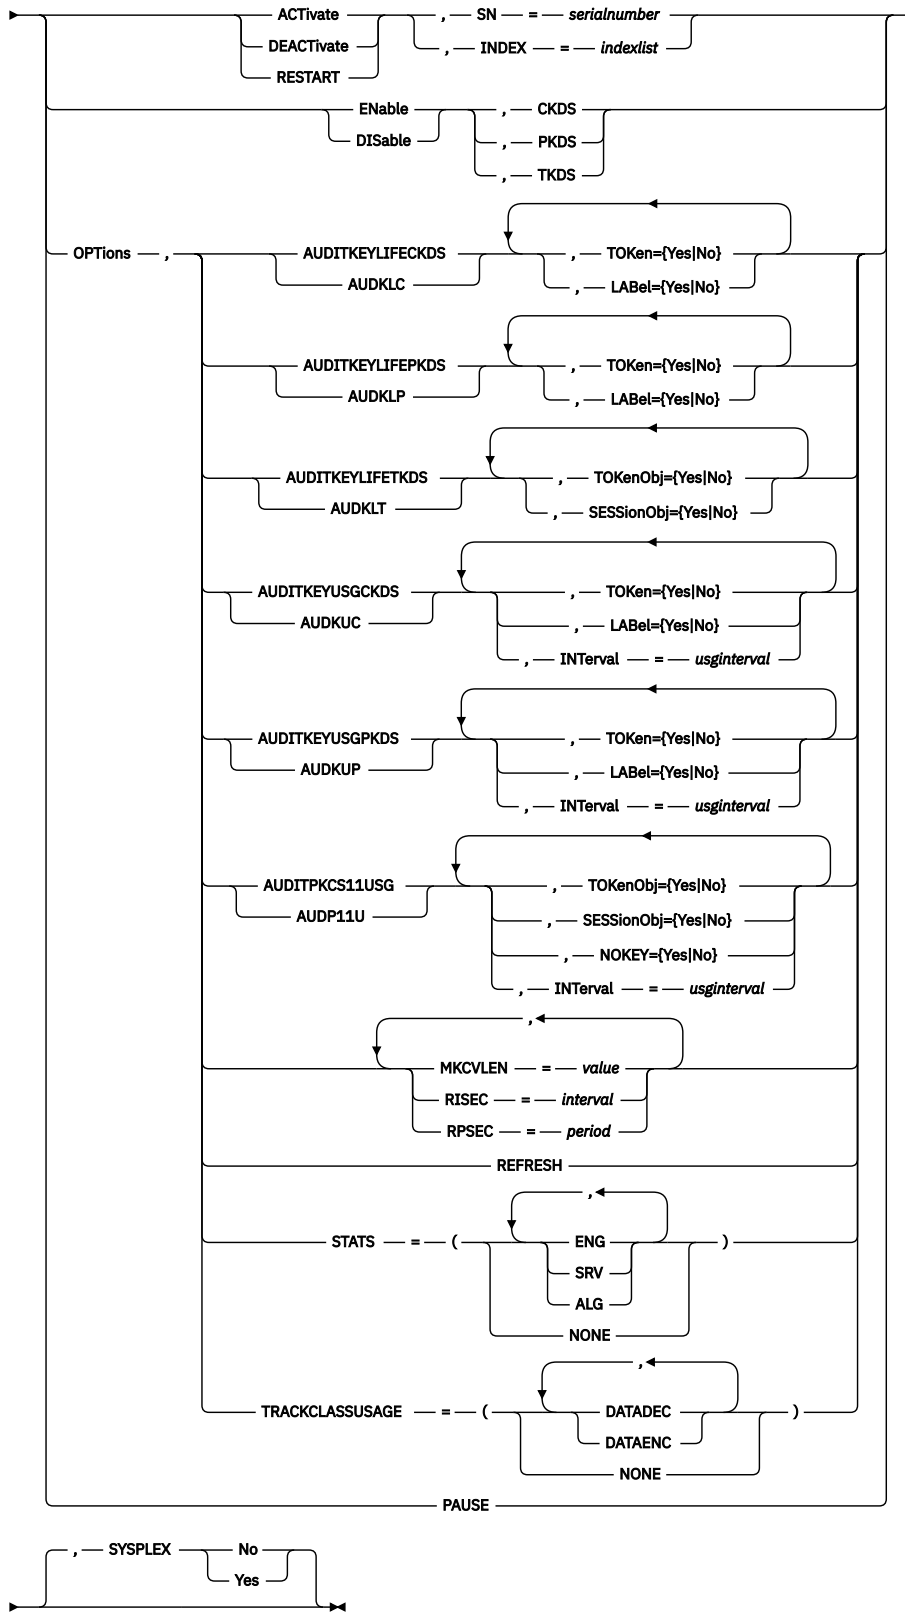 ACTivate , SN = serialnumber
DEACTivate , INDEX = indexlist
RESTART
ENable , CKDS
DISable , PKDS
, TKDS
OPTions , AUDITKEYLIFECKDS , TOKen={Yes|No}
AUDKLC , LABel={Yes|No}
AUDITKEYLIFEPKDS , TOKen={Yes|No}
AUDKLP , LABel={Yes|No}
AUDITKEYLIFETKDS , TOKenObj={Yes|No}
AUDKLT , SESSionObj={Yes|No}
AUDITKEYUSGCKDS , TOKen={Yes|No}
AUDKUC , LABel={Yes|No}
, INTerval = usginterval
AUDITKEYUSGPKDS , TOKen={Yes|No}
AUDKUP , LABel={Yes|No}
, INTerval = usginterval
AUDITPKCS11USG , TOKenObj={Yes|No}
AUDP11U , SESSionObj={Yes|No}
, NOKEY={Yes|No}
, INTerval = usginterval
,
MKCVLEN = value
RISEC = interval
RPSEC = period
REFRESH
,
STATS = ( ENG )
SRV
ALG
NONE
,
TRACKCLASSUSAGE = ( DATADEC )
DATAENC
NONE
PAUSE
, SYSPLEX No
Yes